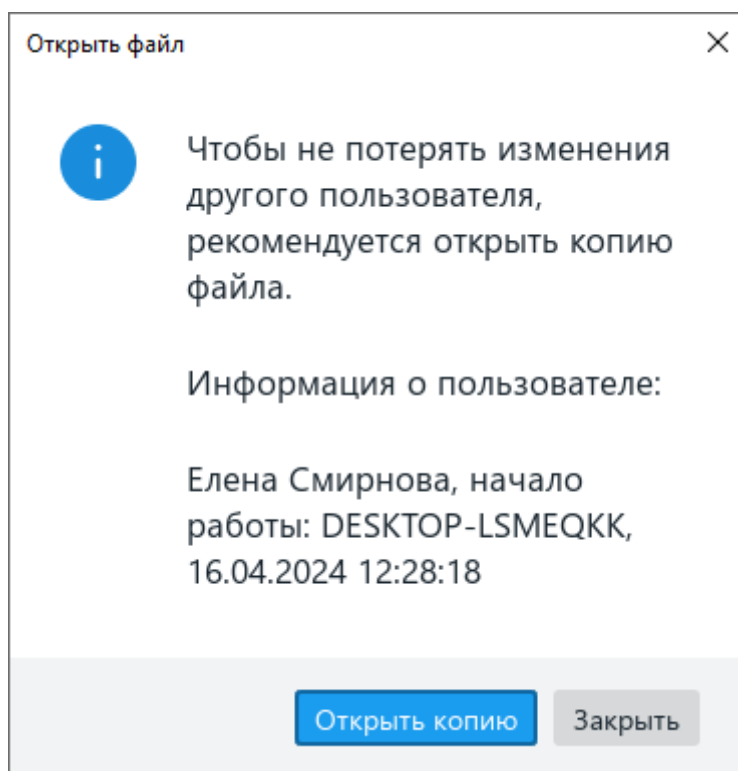 Открыть файл
Чтобы не потерять изменения
другого пользователя,
рекомендуется открыть копию
файла.
Информация о пользователе:
Елена Смирнова, начало
работы: DESKTOP-LSMEQKK,
16.04.2024 12:28:18
Открыть копию
Закрыть